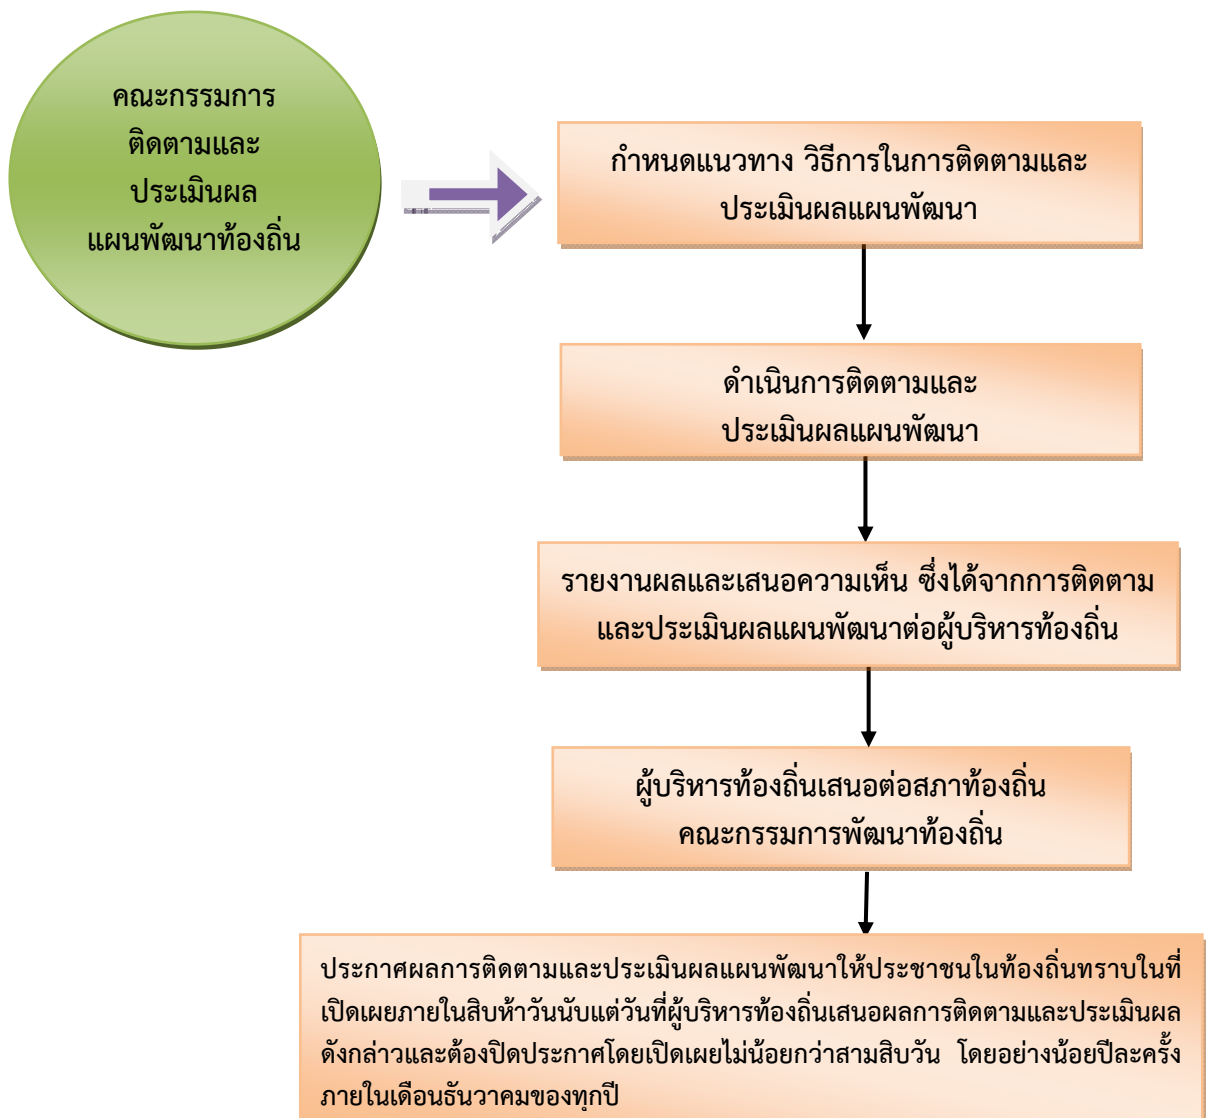 คณะกรรมการ
ติดตามและ
ประเมินผล
แผนพัฒนาท้องถิ่น
กำหนดแนวทาง วิธีการในการติดตามและ
ประเมินผลแผนพัฒนา
ดำเนินการติดตามและ
ประเมินผลแผนพัฒนา
รายงานผลและเสนอความเห็น ซึ่งได้จากการติดตาม
และประเมินผลแผนพัฒนาต่อผู้บริหารท้องถิ่น
ผู้บริหารท้องถิ่นเสนอต่อสภาท้องถิ่น
คณะกรรมการพัฒนาท้องถิ่น
ประกาศผลการติดตามและประเมินผลแผนพัฒนาให้ประชาชนในท้องถิ่นทราบในที่
เปิดเผยภายในสิบห้าวันนับแต่วันที่ผู้บริหารท้องถิ่นเสนอผลการติดตามและประเมินผล
ดังกล่าวและต้องปิดประกาศโดยเปิดเผยไม่น้อยกว่าสามสิบวัน โดยอย่างน้อยปีละครั้ง
ภายในเดือนธันวาคมของทุกปี